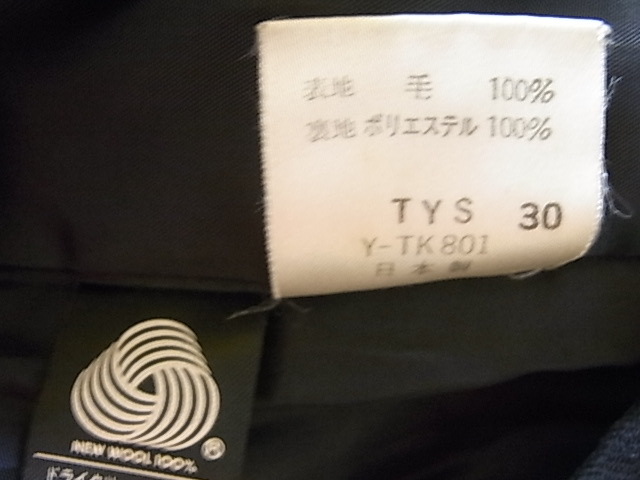 表地 毛 100%
裏地 ポリエステル 100%
TYS 30
Y-TK801
日本製
NEW WOOL 100%
®